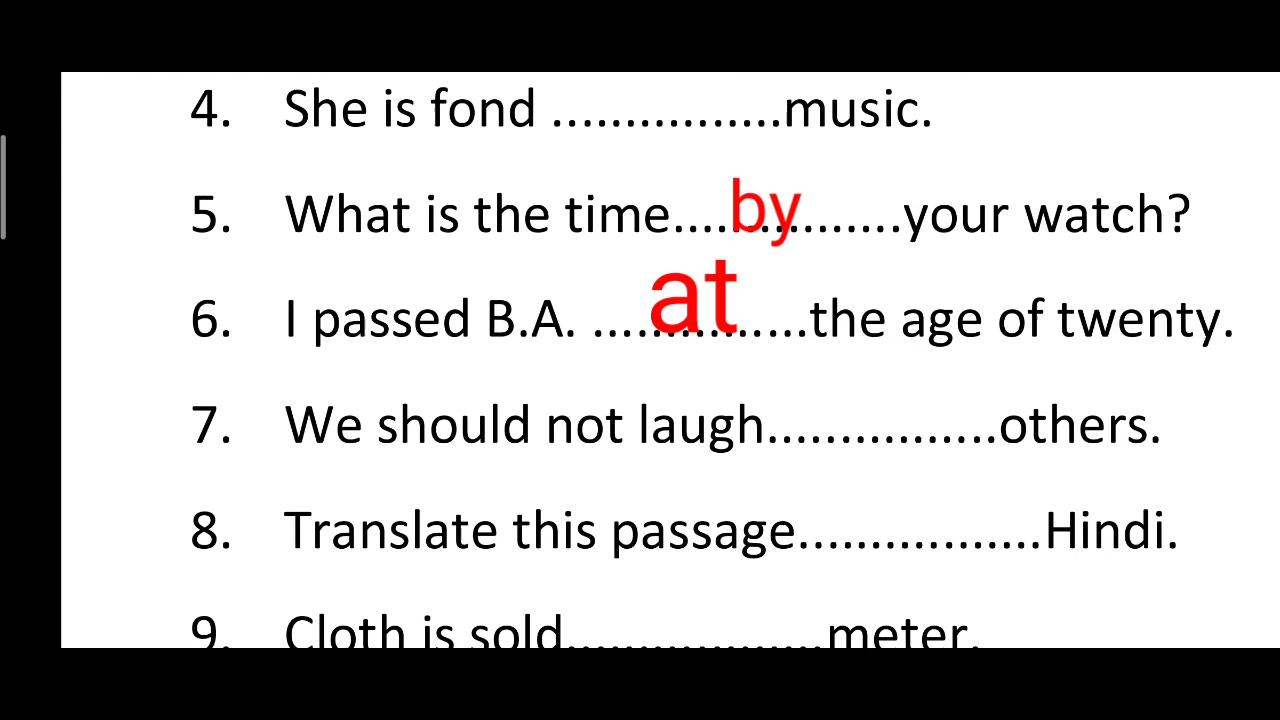 4. She is fond ................music.
5. What is the time....by..........your watch?
6. I passed B.A. ....at.........the age of twenty.
7. We should not laugh................others.
8. Translate this passage.................Hindi.
9. Cloth is sold..................meter.